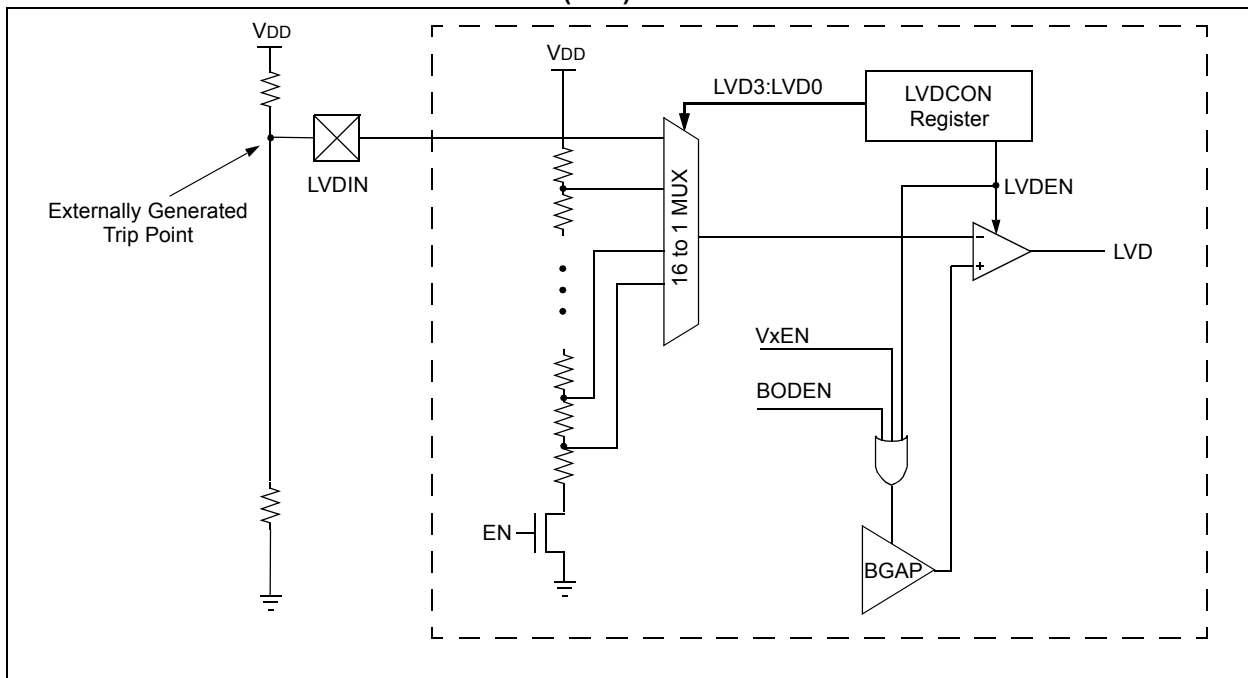 VDD
VDD
LVD3:LVD0
LVDCON
Register
LVDIN
Externally Generated
Trip Point
16 to 1 MUX
LVDEN
–
+
LVD
VxEN
BODEN
EN
BGAP